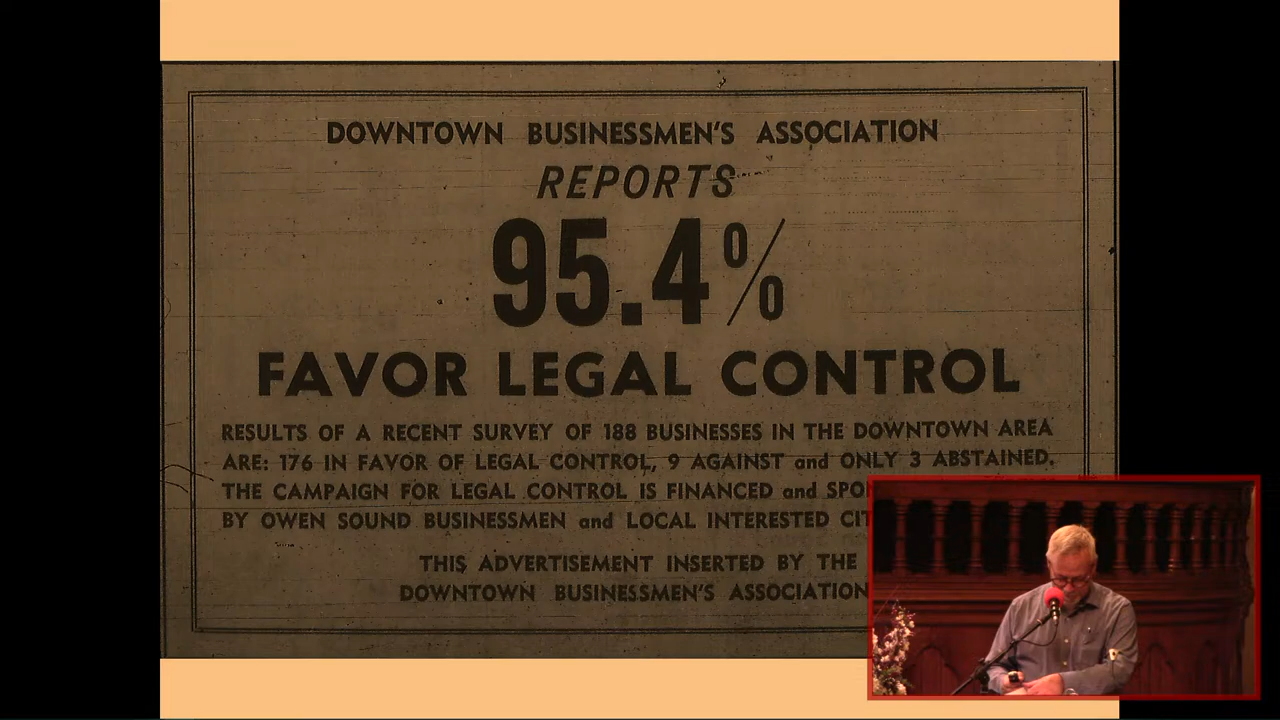 DOWNTOWN BUSINESSMEN'S ASSOCIATION
REPORTS
95.4%
FAVOR LEGAL CONTROL
RESULTS OF A RECENT SURVEY OF 188 BUSINESSES IN THE DOWNTOWN AREA
ARE: 176 IN FAVOR OF LEGAL CONTROL, 9 AGAINST and ONLY 3 ABSTAINED.
THE CAMPAIGN FOR LEGAL CONTROL IS FINANCED and
BY OWEN SOUND BUSINESSMEN and LOCAL INTERESTED
THIS ADVERTISEMENT INSERTED BY THE
DOWNTOWN BUSINESSMEN'S ASSOCIATION